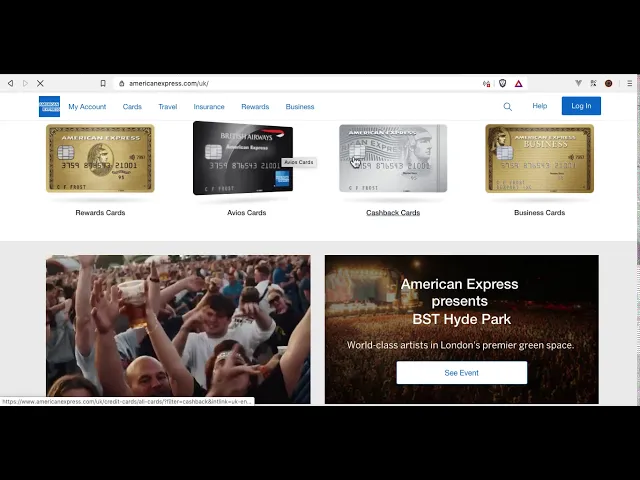 americanexpress.com/uk/
AMERICAN EXPRESS
My Account
Cards
Travel
Insurance
Rewards
Business
Help
Log In
AMERICAN EXPRESS
3759 876543 21001
95
C F FROST
BRITISH AIRWAYS
American Express
3759 876543 21001
C F FROST
Avios Cards
AMERICAN EXPRESS
3759 876543 21001
C F FROST
AMERICAN EXPRESS
BUSINESS
3759 876543 21001
C F FROST
Rewards Cards
Avios Cards
Cashback Cards
Business Cards
American Express
presents
BST Hyde Park
World-class artists in London's premier green space.
See Event
https://www.americanexpress.com/uk/credit-cards/all-cards/?filter=cashback&intlink=uk-en...